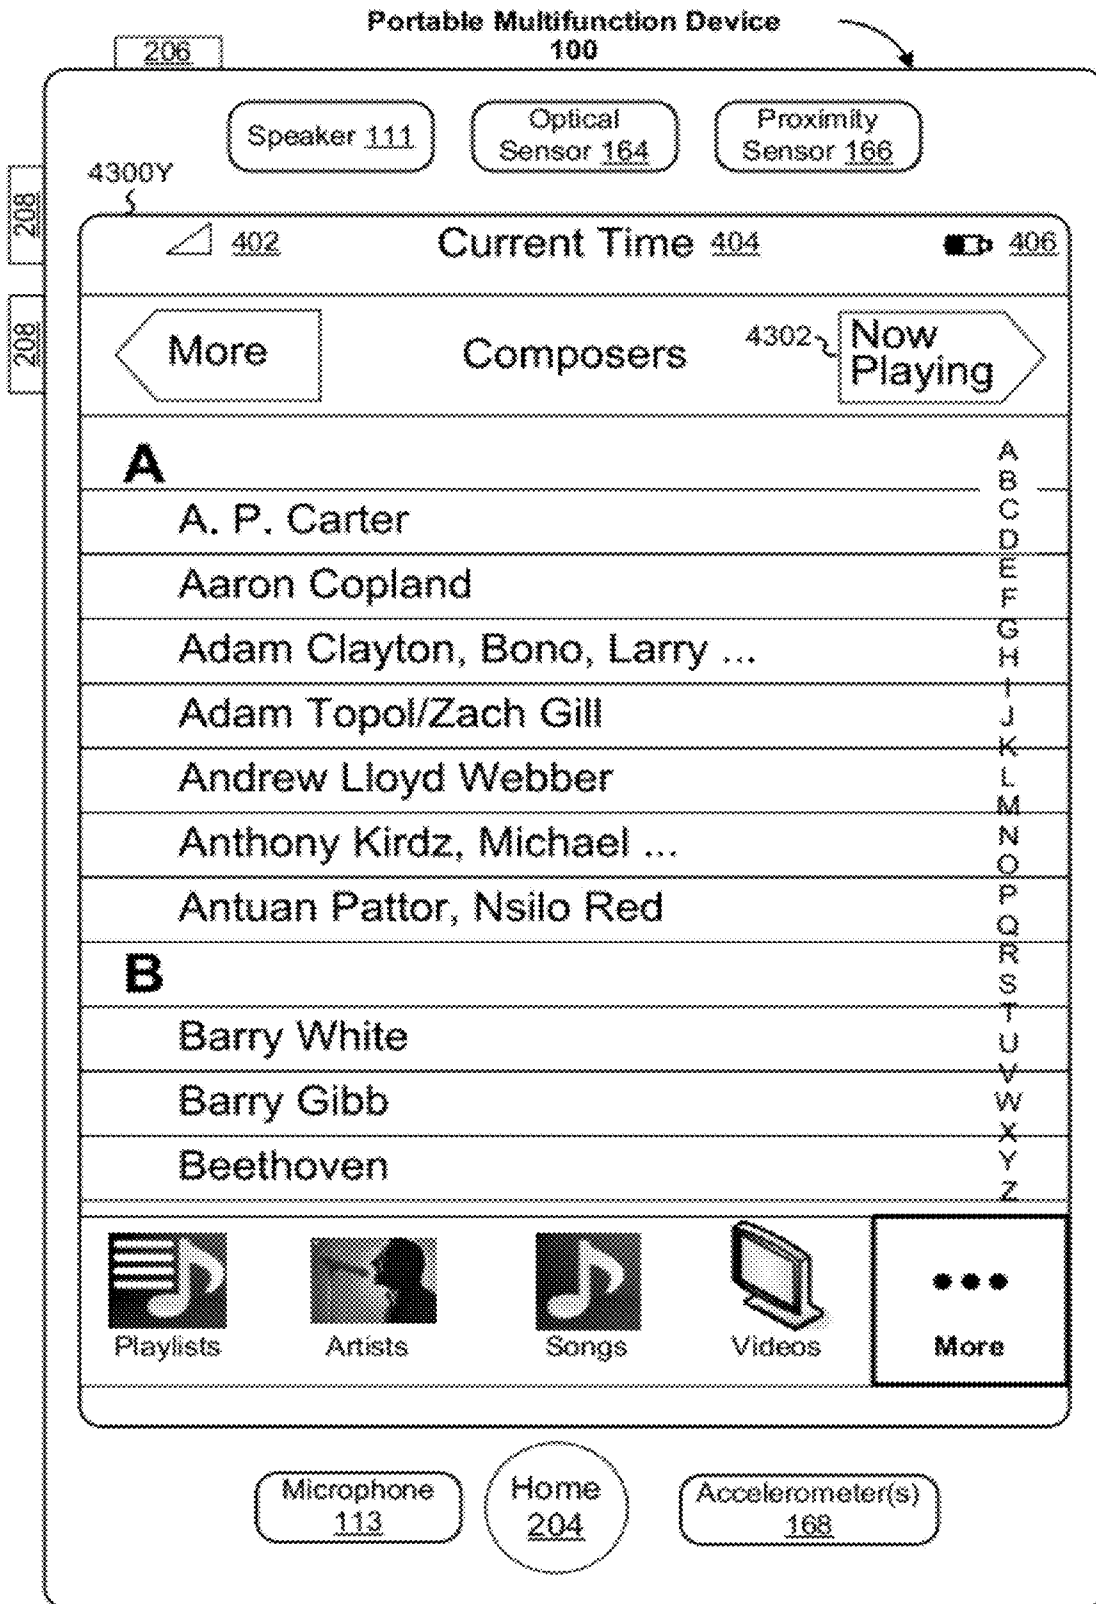 Portable Multifunction Device
100
206
Speaker 111
Optical
Sensor 164
Proximity
Sensor 166
4300Y
208
208
402
Current Time 404
406
More
Composers
4302
Now
Playing
A
A. P. Carter
Aaron Copland
Adam Clayton, Bono, Larry ...
Adam Topol/Zach Gill
Andrew Lloyd Webber
Anthony Kirdz, Michael ...
Antuan Pattor, Nsilo Red
B
Barry White
Barry Gibb
Beethoven
A
B
C
D
E
F
G
H
I
J
K
L
M
N
O
P
Q
R
S
T
U
V
W
X
Y
Z
Playlists
Artists
Songs
Videos
More
Microphone
113
Home
204
Accelerometer(s)
168